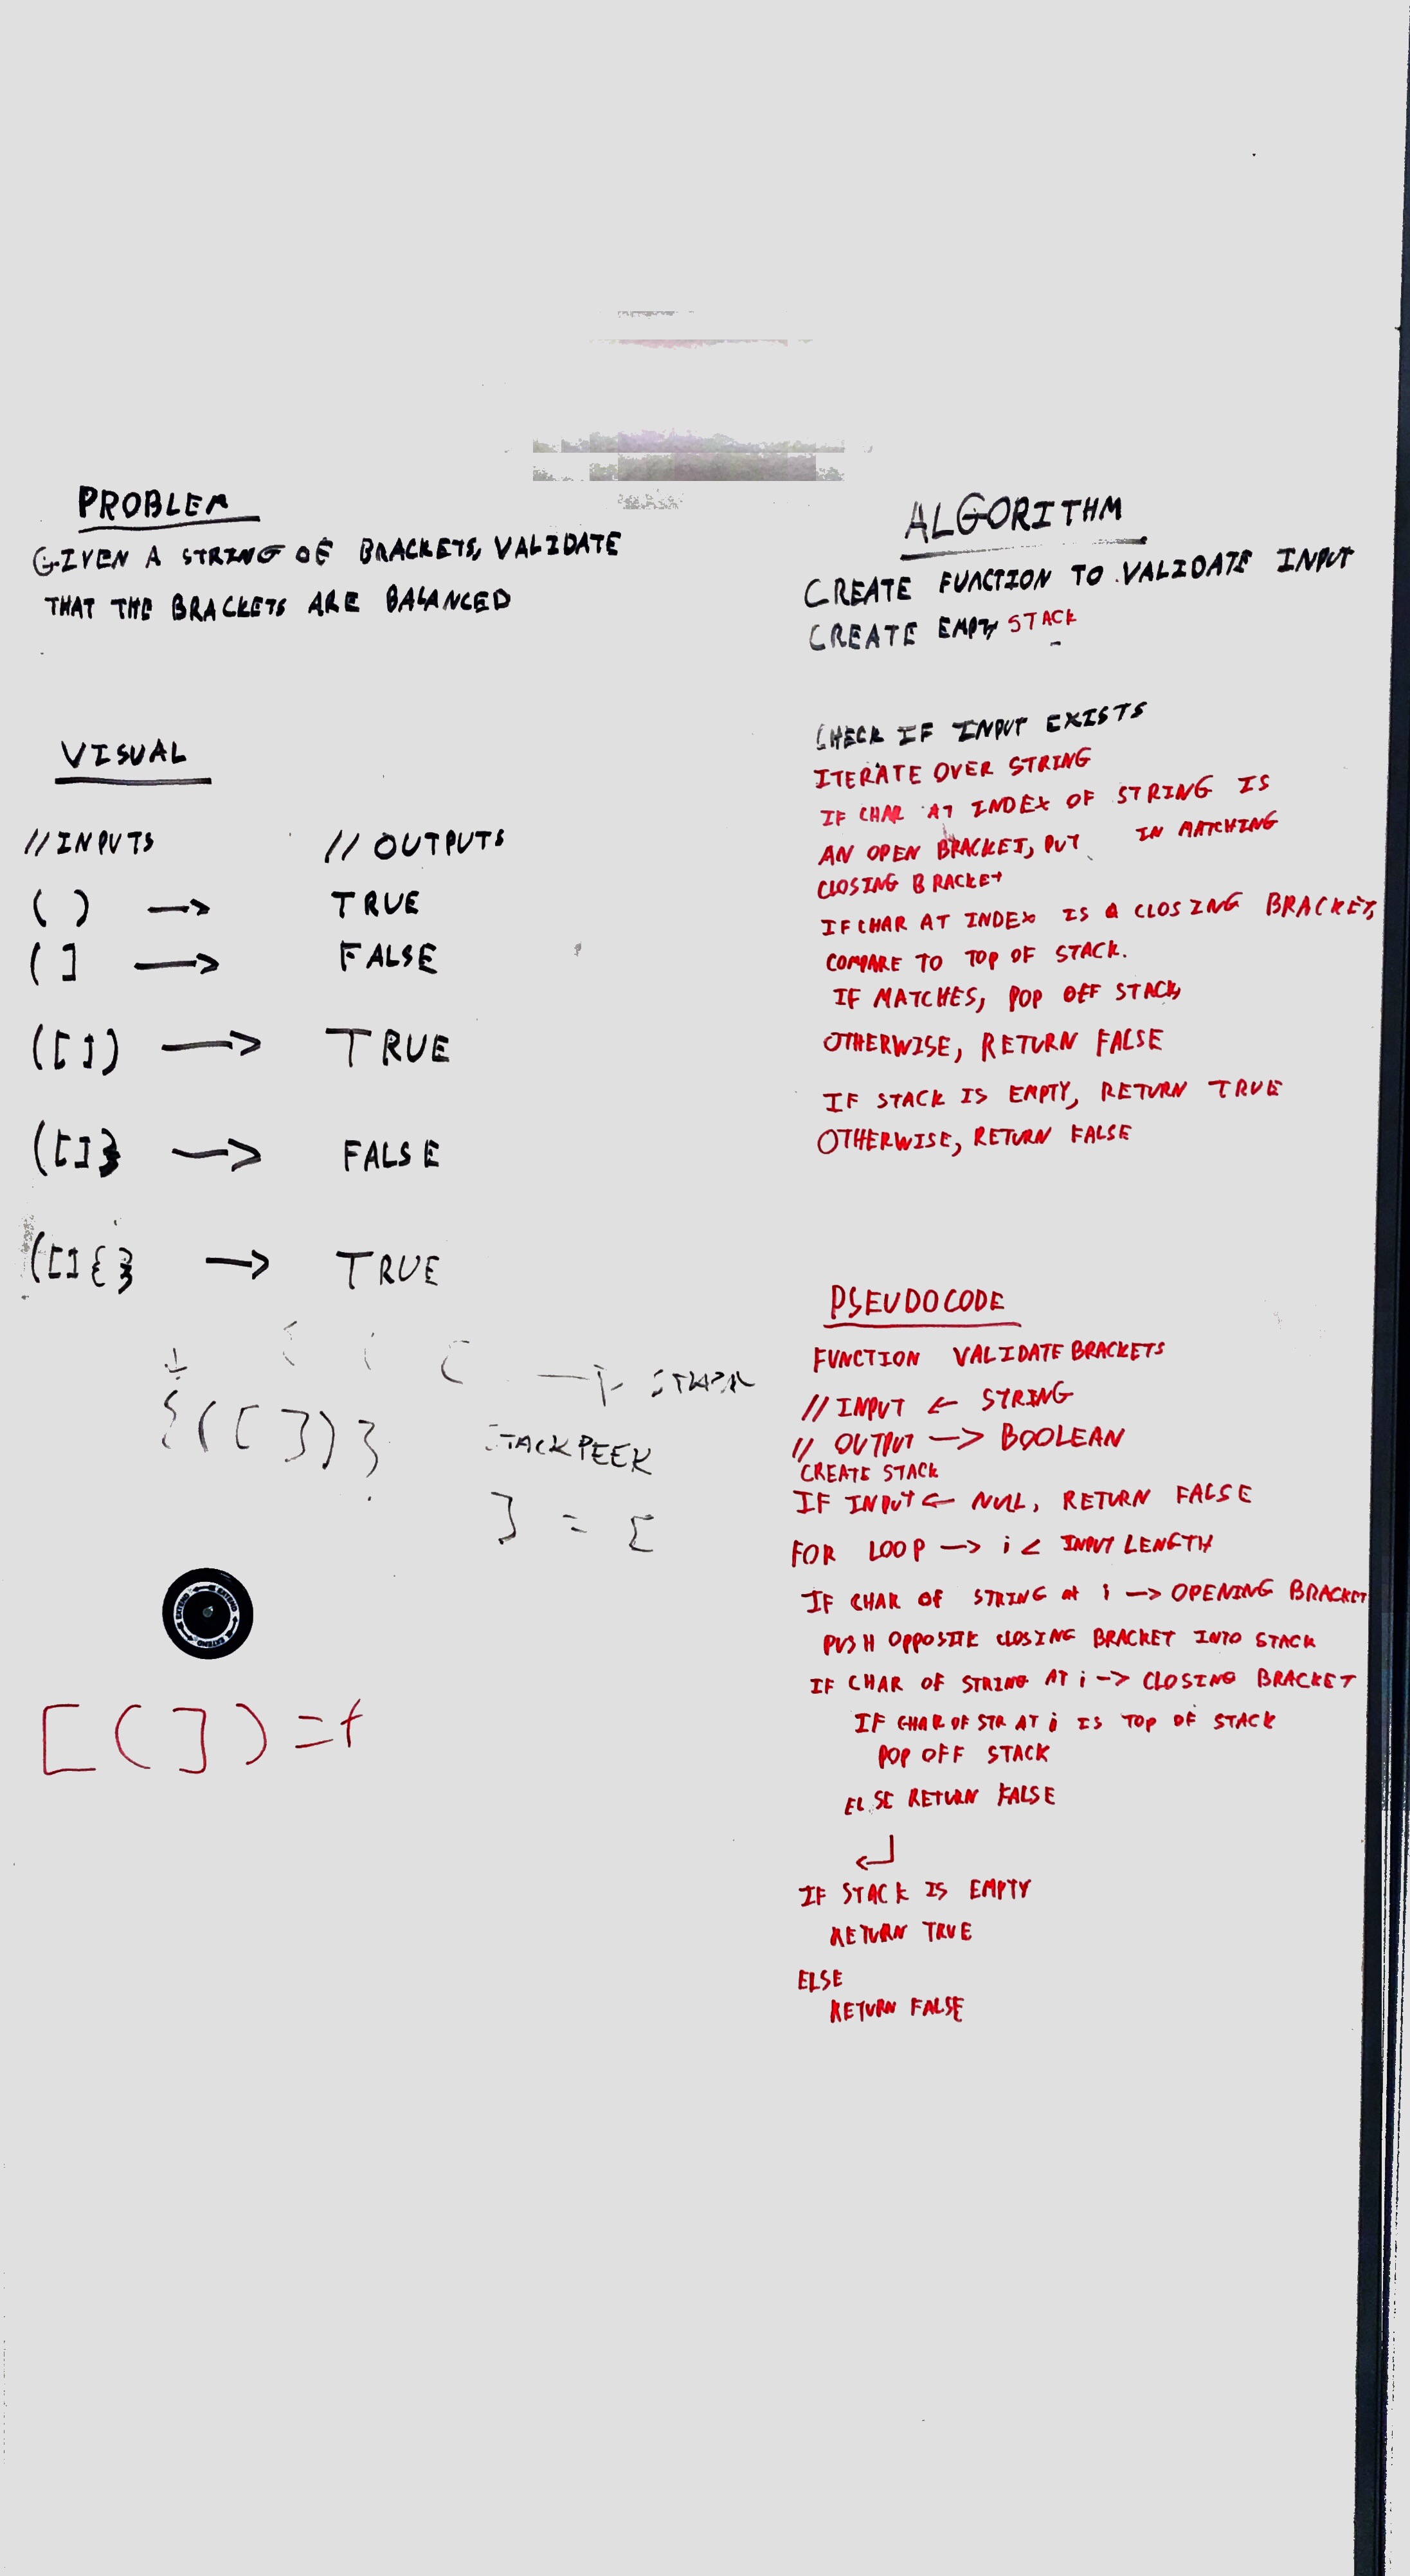 PROBLEM
GIVEN A STRING OF BRACKETS, VALIDATE
THAT THE BRACKETS ARE BALANCED
VISUAL
// INPUTS // OUTPUTS
( ) → TRUE
( ] → FALSE
([]) → TRUE
([]} → FALSE
([]{} → TRUE
{([])}
STACK PEEK
] = [
EXTEND EXTEND EXTEND
[(])=f
ALGORITHM
CREATE FUNCTION TO VALIDATE INPUT
CREATE EMPTY STACK
CHECK IF INPUT EXISTS
ITERATE OVER STRING
IF CHAR AT INDEX OF STRING IS
AN OPEN BRACKET, PUT IN MATCHING
CLOSING BRACKET
IF CHAR AT INDEX IS A CLOSING BRACKET,
COMPARE TO TOP OF STACK.
IF MATCHES, POP OFF STACK,
OTHERWISE, RETURN FALSE
IF STACK IS EMPTY, RETURN TRUE
OTHERWISE, RETURN FALSE
PSEUDOCODE
FUNCTION VALIDATE BRACKETS
// INPUT ← STRING
// OUTPUT → BOOLEAN
CREATE STACK
IF INPUT ← NULL, RETURN FALSE
FOR LOOP → i < INPUT LENGTH
IF CHAR OF STRING AT i → OPENING BRACKET
PUSH OPPOSITE CLOSING BRACKET INTO STACK
IF CHAR OF STRING AT i → CLOSING BRACKET
IF CHAR OF STR AT i IS TOP OF STACK
POP OFF STACK
ELSE RETURN FALSE
↵
IF STACK IS EMPTY
RETURN TRUE
ELSE
RETURN FALSE